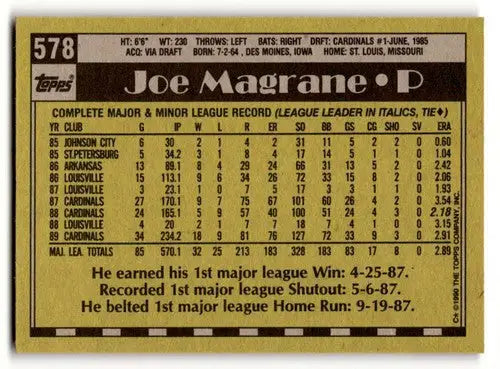 578
HT: 6'6" WT: 230 THROWS: LEFT BATS: RIGHT DRFT: CARDINALS #1-JUNE, 1985
ACQ: VIA DRAFT BORN: 7-2-64, DES MOINES, IOWA HOME: ST. LOUIS, MISSOURI
Topps
Joe Magrane • P
COMPLETE MAJOR & MINOR LEAGUE RECORD (LEAGUE LEADER IN ITALICS, TIE♦)
YR CLUB G IP W L R ER SO BB GS CG SHO SV ERA
85 JOHNSON CITY 6 30 2 1 4 2 31 11 5 2 2 0 0.60
85 ST.PETERSBURG 5 34.2 3 1 8 4 17 14 5 1 0 0 1.04
86 ARKANSAS 13 89.1 8 4 29 24 66 31 13 5 2 0 2.42
86 LOUISVILLE 15 113.1 9 6 34 26 72 33 15 8 2 0 2.06
87 LOUISVILLE 3 23.1 1 0 7 5 17 3 3 1 0 0 1.93
87 CARDINALS 27 170.1 9 7 75 67 101 60 26 4 2 0 3.54
88 CARDINALS 24 165.1 5 9 57 40 100 51 24 4 3 0 2.18
88 LOUISVILLE 4 20 2 1 7 7 18 7 4 1 0 0 3.15
89 CARDINALS 34 234.2 18 9 81 76 127 72 33 9 3 0 2.91
MAJ. LEA. TOTALS 85 570.1 32 25 213 183 328 183 83 17 8 0 2.89
He earned his 1st major league Win: 4-25-87.
Recorded 1st major league Shutout: 5-6-87.
He belted 1st major league Home Run: 9-19-87.
© 1990 THE TOPPS COMPANY, INC.